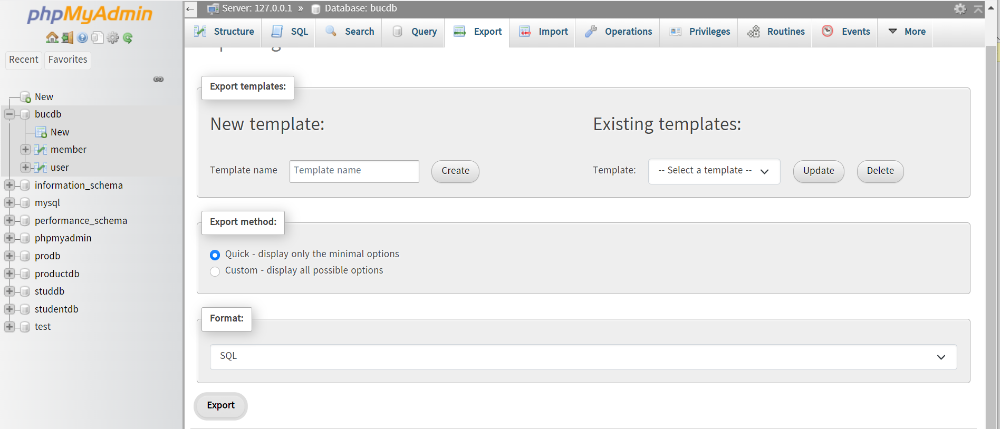 phpMyAdmin
Recent
Favorites
New
bucdb
New
member
user
information_schema
mysql
performance_schema
phpmyadmin
prodb
productdb
studdb
studentdb
test
← Server: 127.0.0.1 » Database: bucdb
Structure SQL Search Query Export Import Operations Privileges Routines Events More
Export templates:
New template:
Template name Template name Create
Existing templates:
Template: -- Select a template -- Update Delete
Export method:
Quick - display only the minimal options
Custom - display all possible options
Format:
SQL
Export